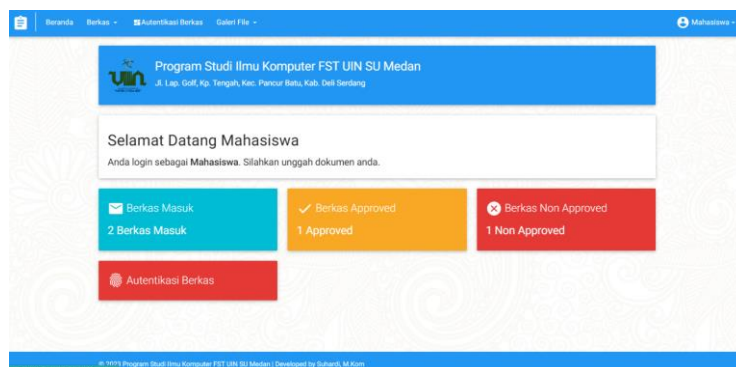 Beranda Berkas Autentikasi Berkas Galeri File Mahasiswa
UIN
Program Studi Ilmu Komputer FST UIN SU Medan
Jl. Lap. Golf, Kp. Tengah, Kec. Pancur Batu, Kab. Deli Serdang
Selamat Datang Mahasiswa
Anda login sebagai Mahasiswa. Silahkan unggah dokumen anda.
Berkas Masuk
2 Berkas Masuk
Berkas Approved
1 Approved
Berkas Non Approved
1 Non Approved
Autentikasi Berkas
© 2023 Program Studi Ilmu Komputer FST UIN SU Medan | Developed by Suhardi, M.Kom